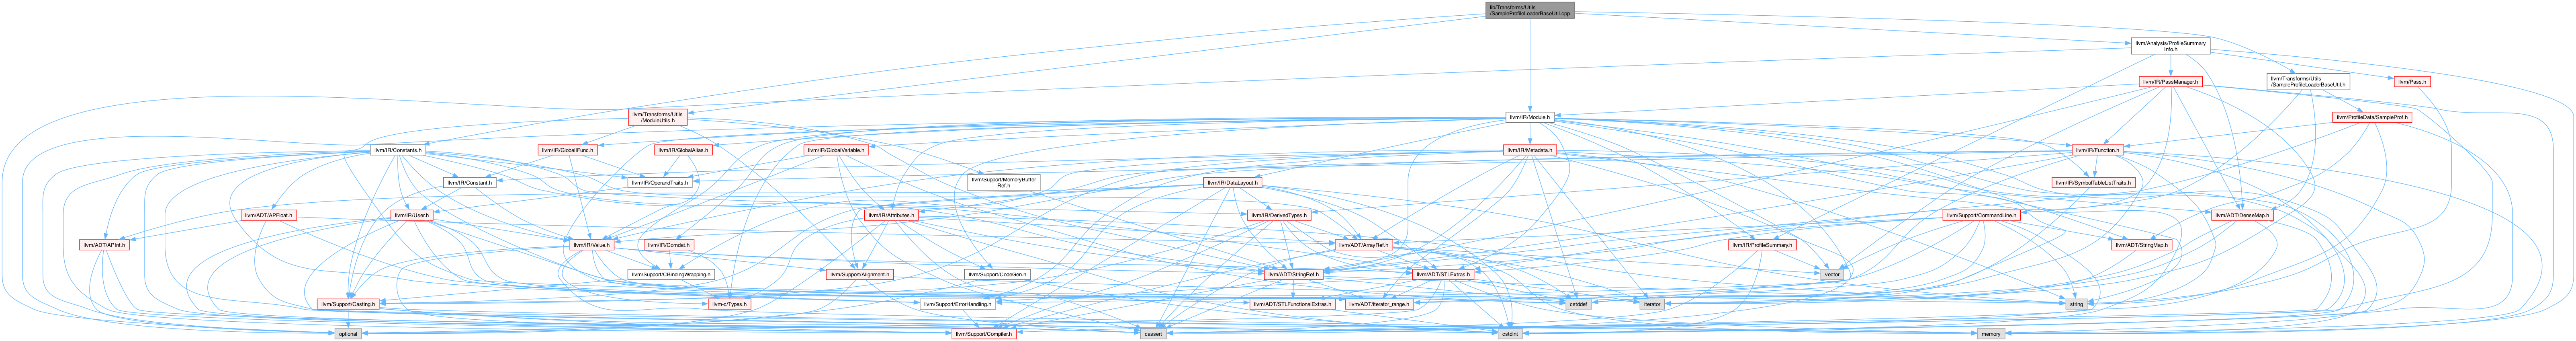 lib/Transforms/Utils
/SampleProfileLoaderBaseUtil.cpp
llvm/Analysis/ProfileSummary
Info.h
llvm/IR/PassManager.h
llvm/Pass.h
llvm/Transforms/Utils
/SampleProfileLoaderBaseUtil.h
llvm/Transforms/Utils
/ModuleUtils.h
llvm/IR/Module.h
llvm/ProfileData/SampleProf.h
llvm/IR/Constants.h
llvm/IR/GlobalIFunc.h
llvm/IR/GlobalAlias.h
llvm/IR/GlobalVariable.h
llvm/IR/Metadata.h
llvm/IR/Function.h
llvm/IR/Constant.h
llvm/IR/OperandTraits.h
llvm/Support/MemoryBuffer
Ref.h
llvm/IR/DataLayout.h
llvm/IR/SymbolTableListTraits.h
llvm/ADT/APFloat.h
llvm/IR/User.h
llvm/IR/Attributes.h
llvm/IR/DerivedTypes.h
llvm/Support/CommandLine.h
llvm/ADT/DenseMap.h
llvm/ADT/APInt.h
llvm/IR/Value.h
llvm/IR/Comdat.h
llvm/ADT/ArrayRef.h
llvm/IR/ProfileSummary.h
llvm/ADT/StringMap.h
llvm/Support/CBindingWrapping.h
llvm/Support/Alignment.h
llvm/Support/CodeGen.h
llvm/ADT/StringRef.h
llvm/ADT/STLExtras.h
vector
llvm/Support/Casting.h
llvm-c/Types.h
llvm/Support/ErrorHandling.h
llvm/ADT/STLFunctionalExtras.h
llvm/ADT/iterator_range.h
cstddef
iterator
string
optional
llvm/Support/Compiler.h
cassert
cstdint
memory